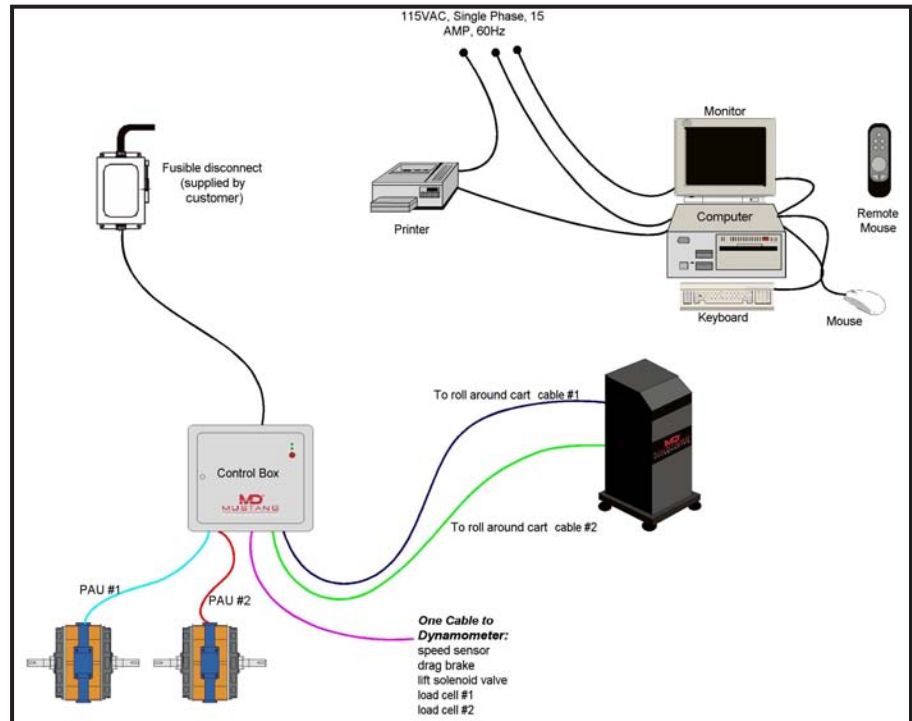 115VAC, Single Phase, 15
AMP, 60Hz
Monitor
Fusible disconnect
(supplied by
customer)
Computer
Remote
Mouse
Printer
Keyboard
Mouse
To roll around cart cable #1
Control Box
MD
MUSTANG
MD
To roll around cart cable #2
PAU #1
PAU #2
One Cable to
Dynamometer:
speed sensor
drag brake
lift solenoid valve
load cell #1
load cell #2